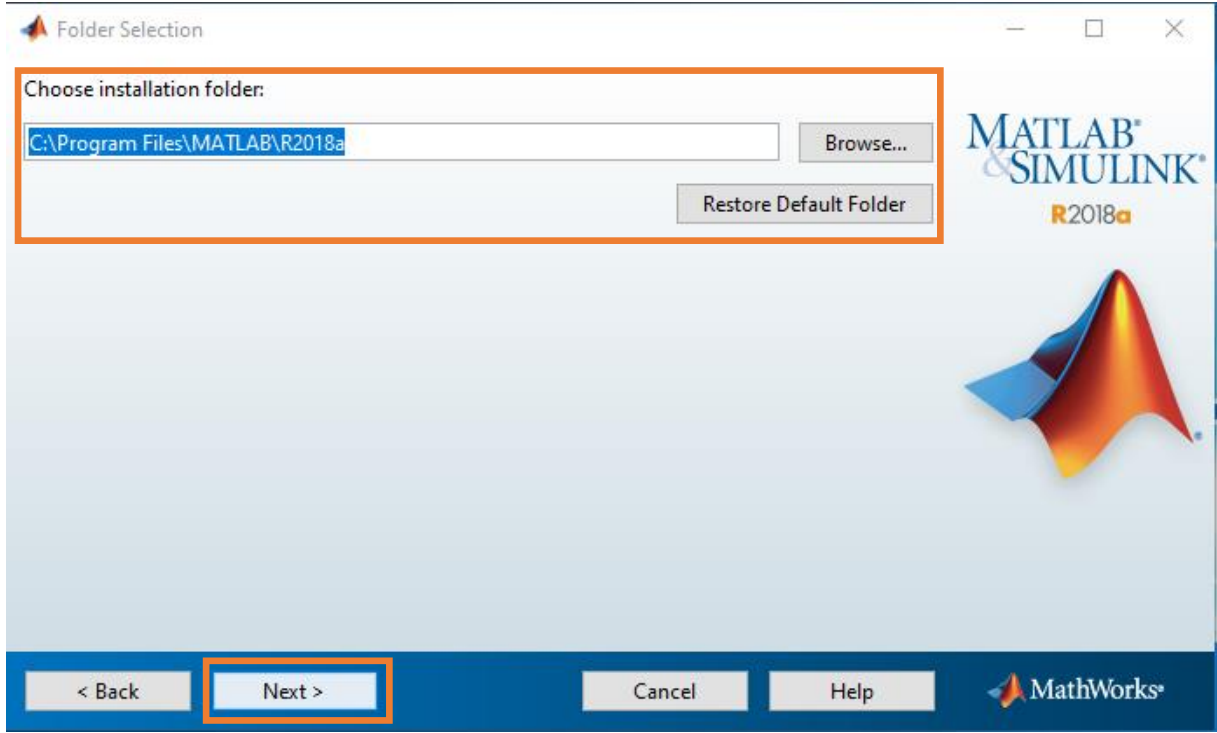 Folder Selection
Choose installation folder:
C:\Program Files\MATLAB\R2018a
Browse...
Restore Default Folder
MATLAB®
&SIMULINK®
R2018a
< Back
Next >
Cancel
Help
MathWorks®